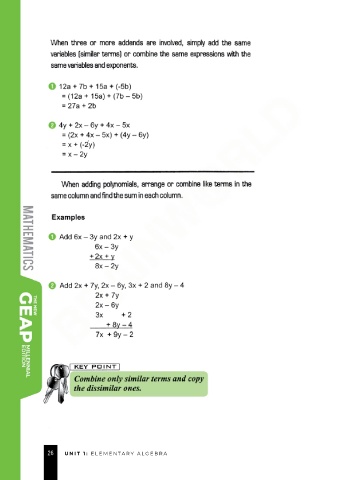 When three or more addends are involved, simply add the same
variables (similar terms) or combine the same expressions with the
same variables and exponents.
1 12a + 7b + 15a + (-5b)
= (12a + 15a) + (7b – 5b)
= 27a + 2b
2 4y + 2x – 6y + 4x – 5x
= (2x + 4x – 5x) + (4y – 6y)
= x + (-2y)
= x – 2y
When adding polynomials, arrange or combine like terms in the
same column and find the sum in each column.
Examples
1 Add 6x – 3y and 2x + y
6x – 3y
+ 2x + y
8x – 2y
2 Add 2x + 7y, 2x – 6y, 3x + 2 and 8y – 4
2x + 7y
2x – 6y
3x + 2
+ 8y – 4
7x + 9y – 2
KEY POINT
Combine only similar terms and copy
the dissimilar ones.
MATHEMATICS
THE NEW
GEAP
MILLENNIAL
EDITION
26 UNIT 1: ELEMENTARY ALGEBRA